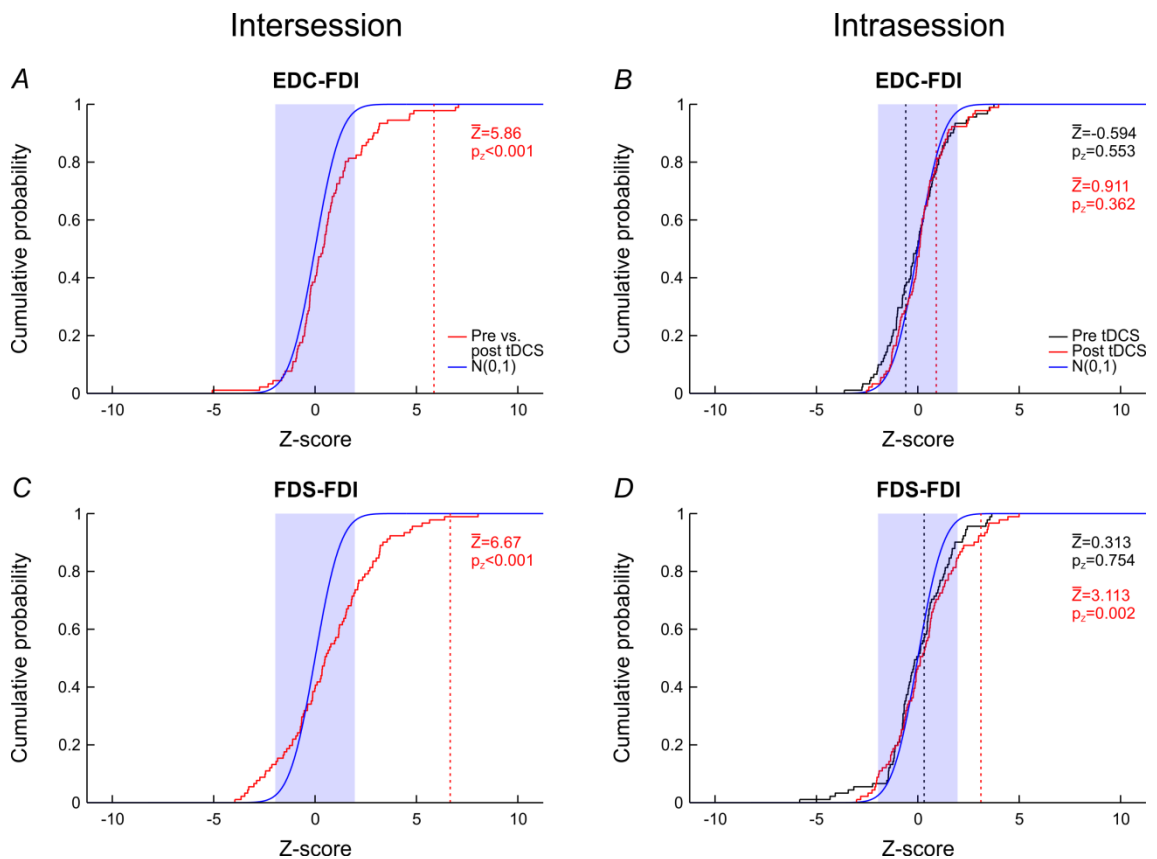 Intersession
Intrasession
A
EDC-FDI
Cumulative probability
1
0.8
0.6
0.4
0.2
0
-10
-5
0
5
10
Z-score
Z̅=5.86
p_z<0.001
Pre vs.
post tDCS
N(0,1)
B
EDC-FDI
Cumulative probability
1
0.8
0.6
0.4
0.2
0
-10
-5
0
5
10
Z-score
Z̅=-0.594
p_z=0.553
Z̅=0.911
p_z=0.362
Pre tDCS
Post tDCS
N(0,1)
C
FDS-FDI
Cumulative probability
1
0.8
0.6
0.4
0.2
0
-10
-5
0
5
10
Z-score
Z̅=6.67
p_z<0.001
D
FDS-FDI
Cumulative probability
1
0.8
0.6
0.4
0.2
0
-10
-5
0
5
10
Z-score
Z̅=0.313
p_z=0.754
Z̅=3.113
p_z=0.002